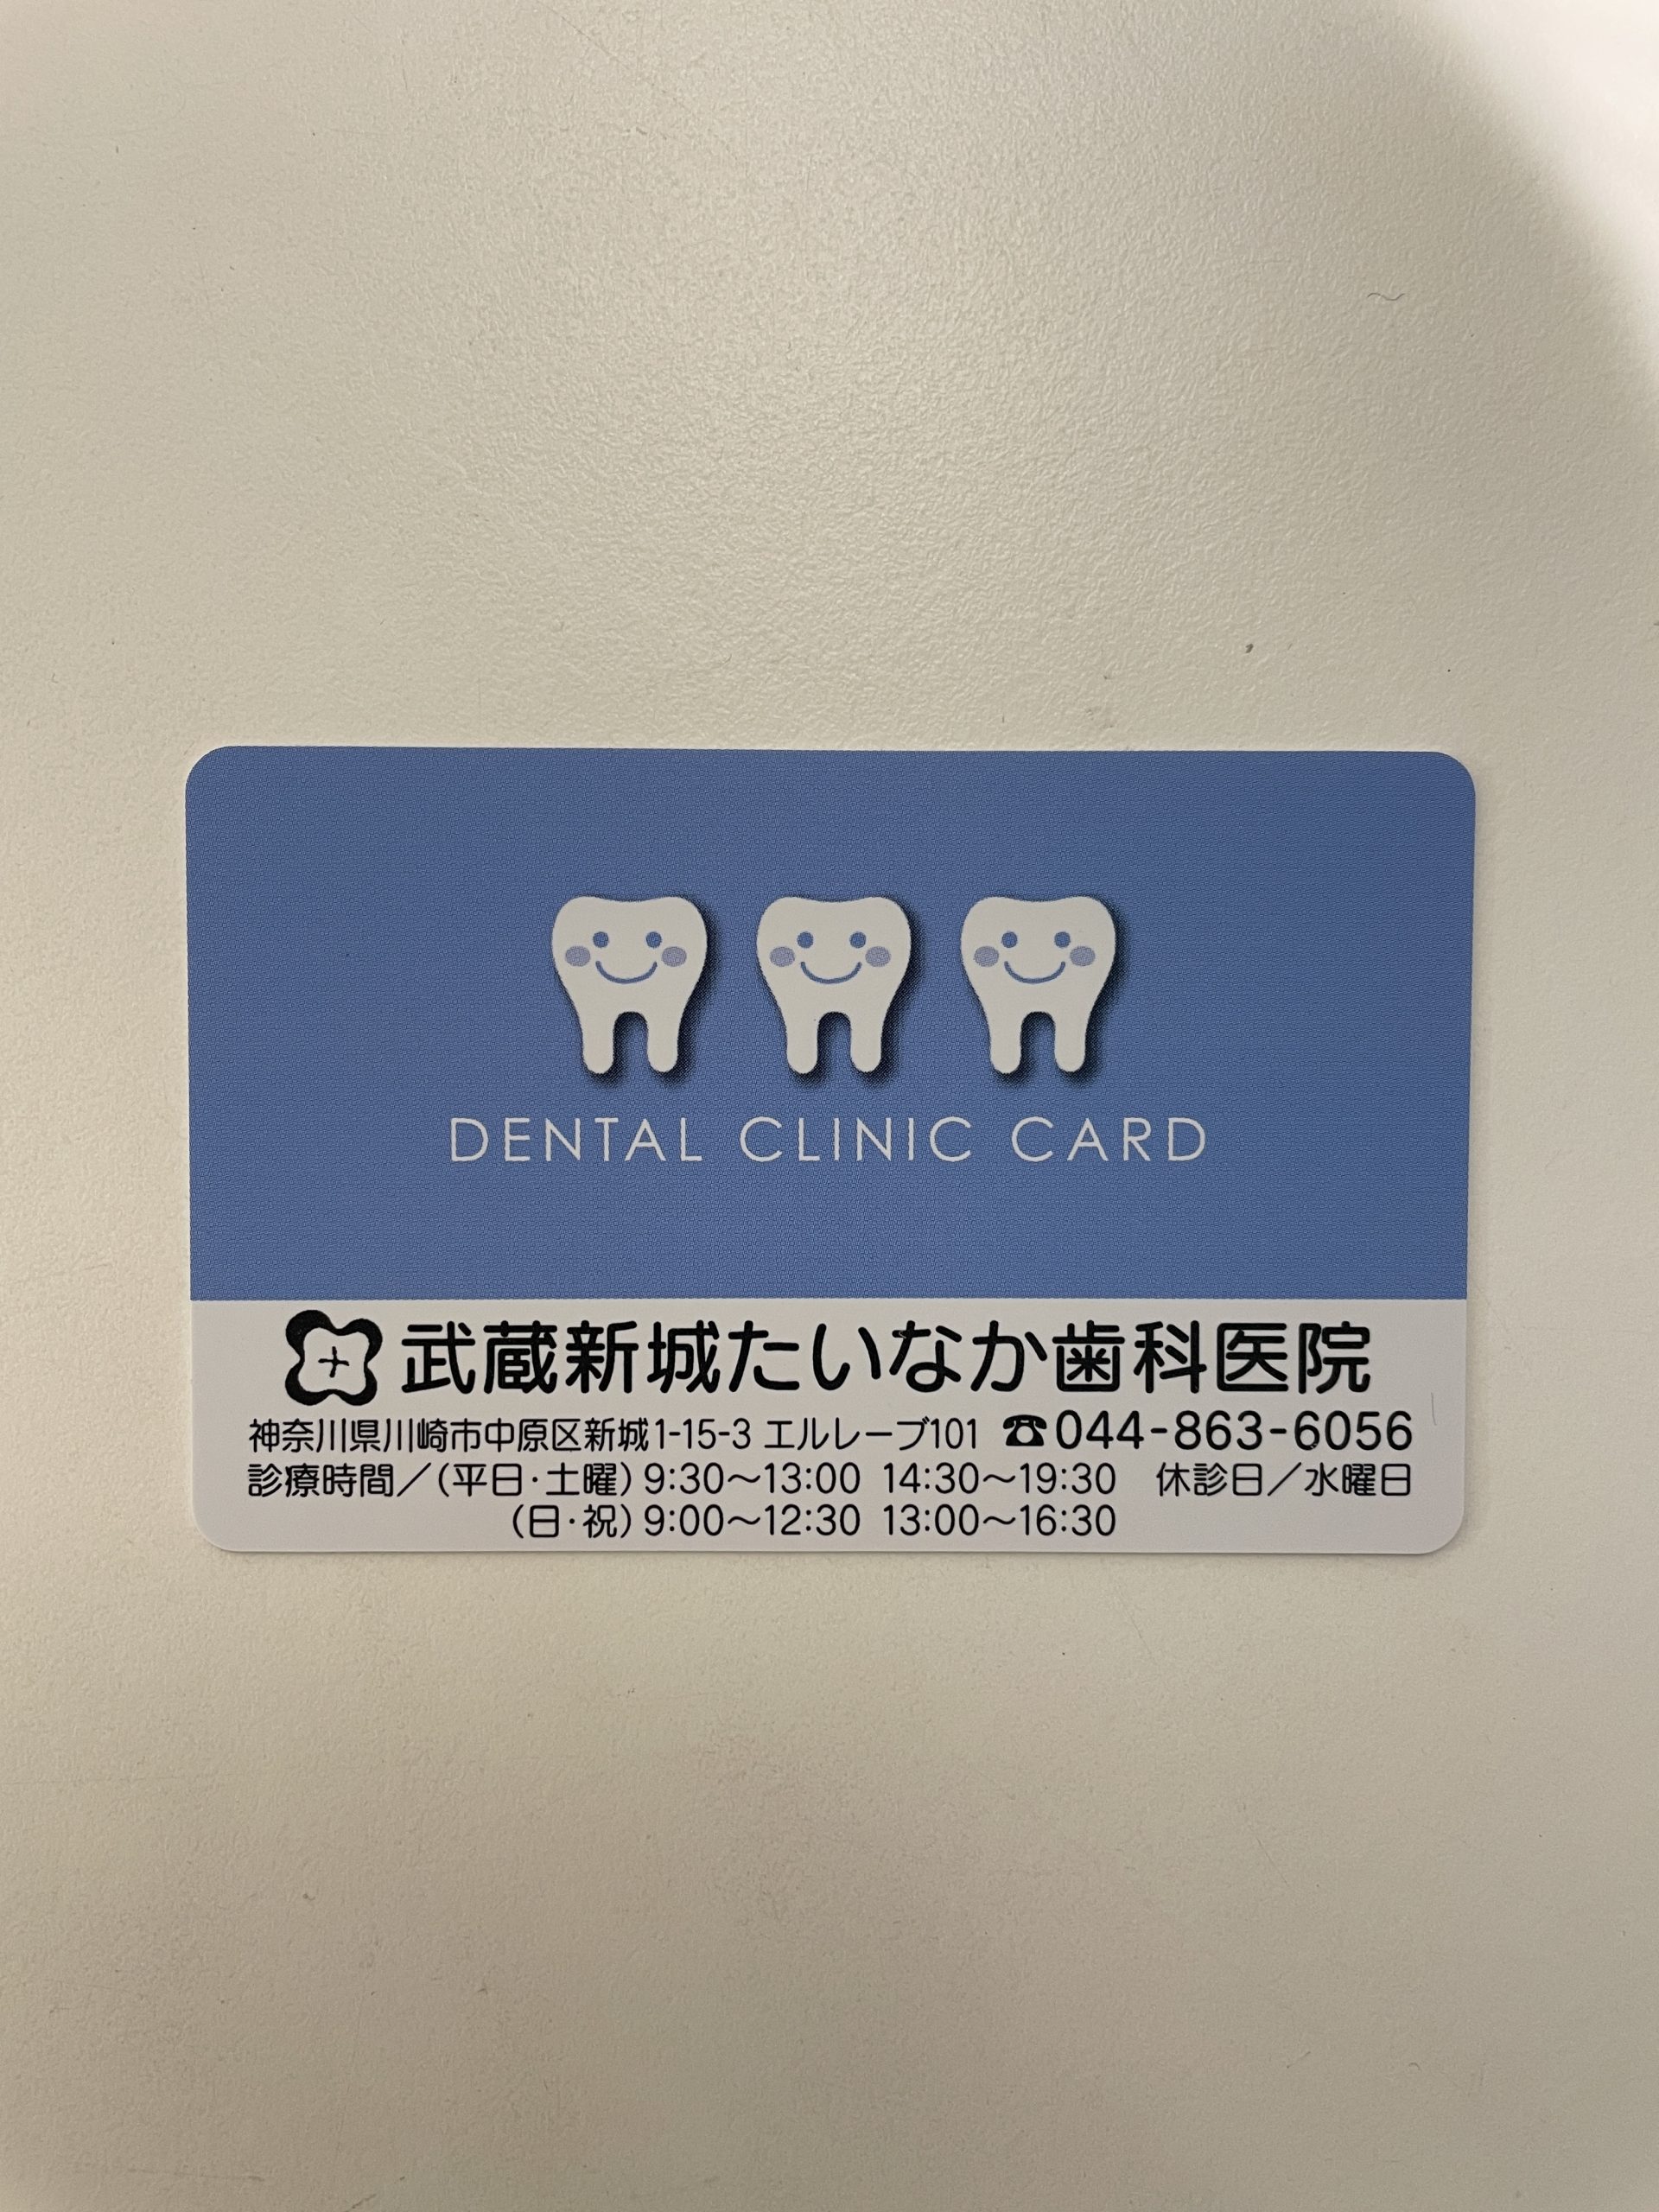 DENTAL CLINIC CARD
武蔵新城たいなか歯科医院
神奈川県川崎市中原区新城1-15-3 エルレーブ101 ☎044-863-6056
診療時間／(平日・土曜) 9:30〜13:00 14:30〜19:30 休診日／水曜日
(日・祝) 9:00〜12:30 13:00〜16:30